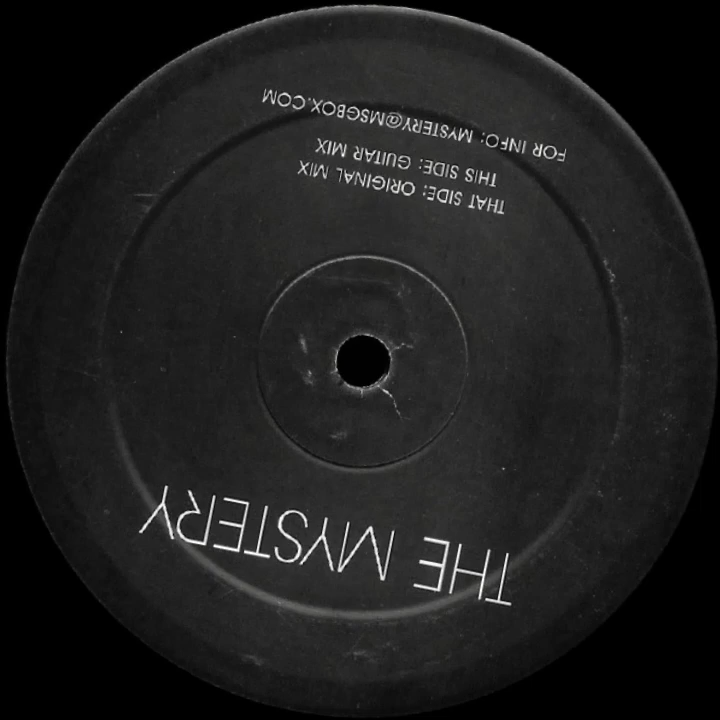 THE MYSTERY
THAT SIDE: ORIGINAL MIX
THIS SIDE: GUITAR MIX
FOR INFO: MYSTERY@MSGBOX.COM